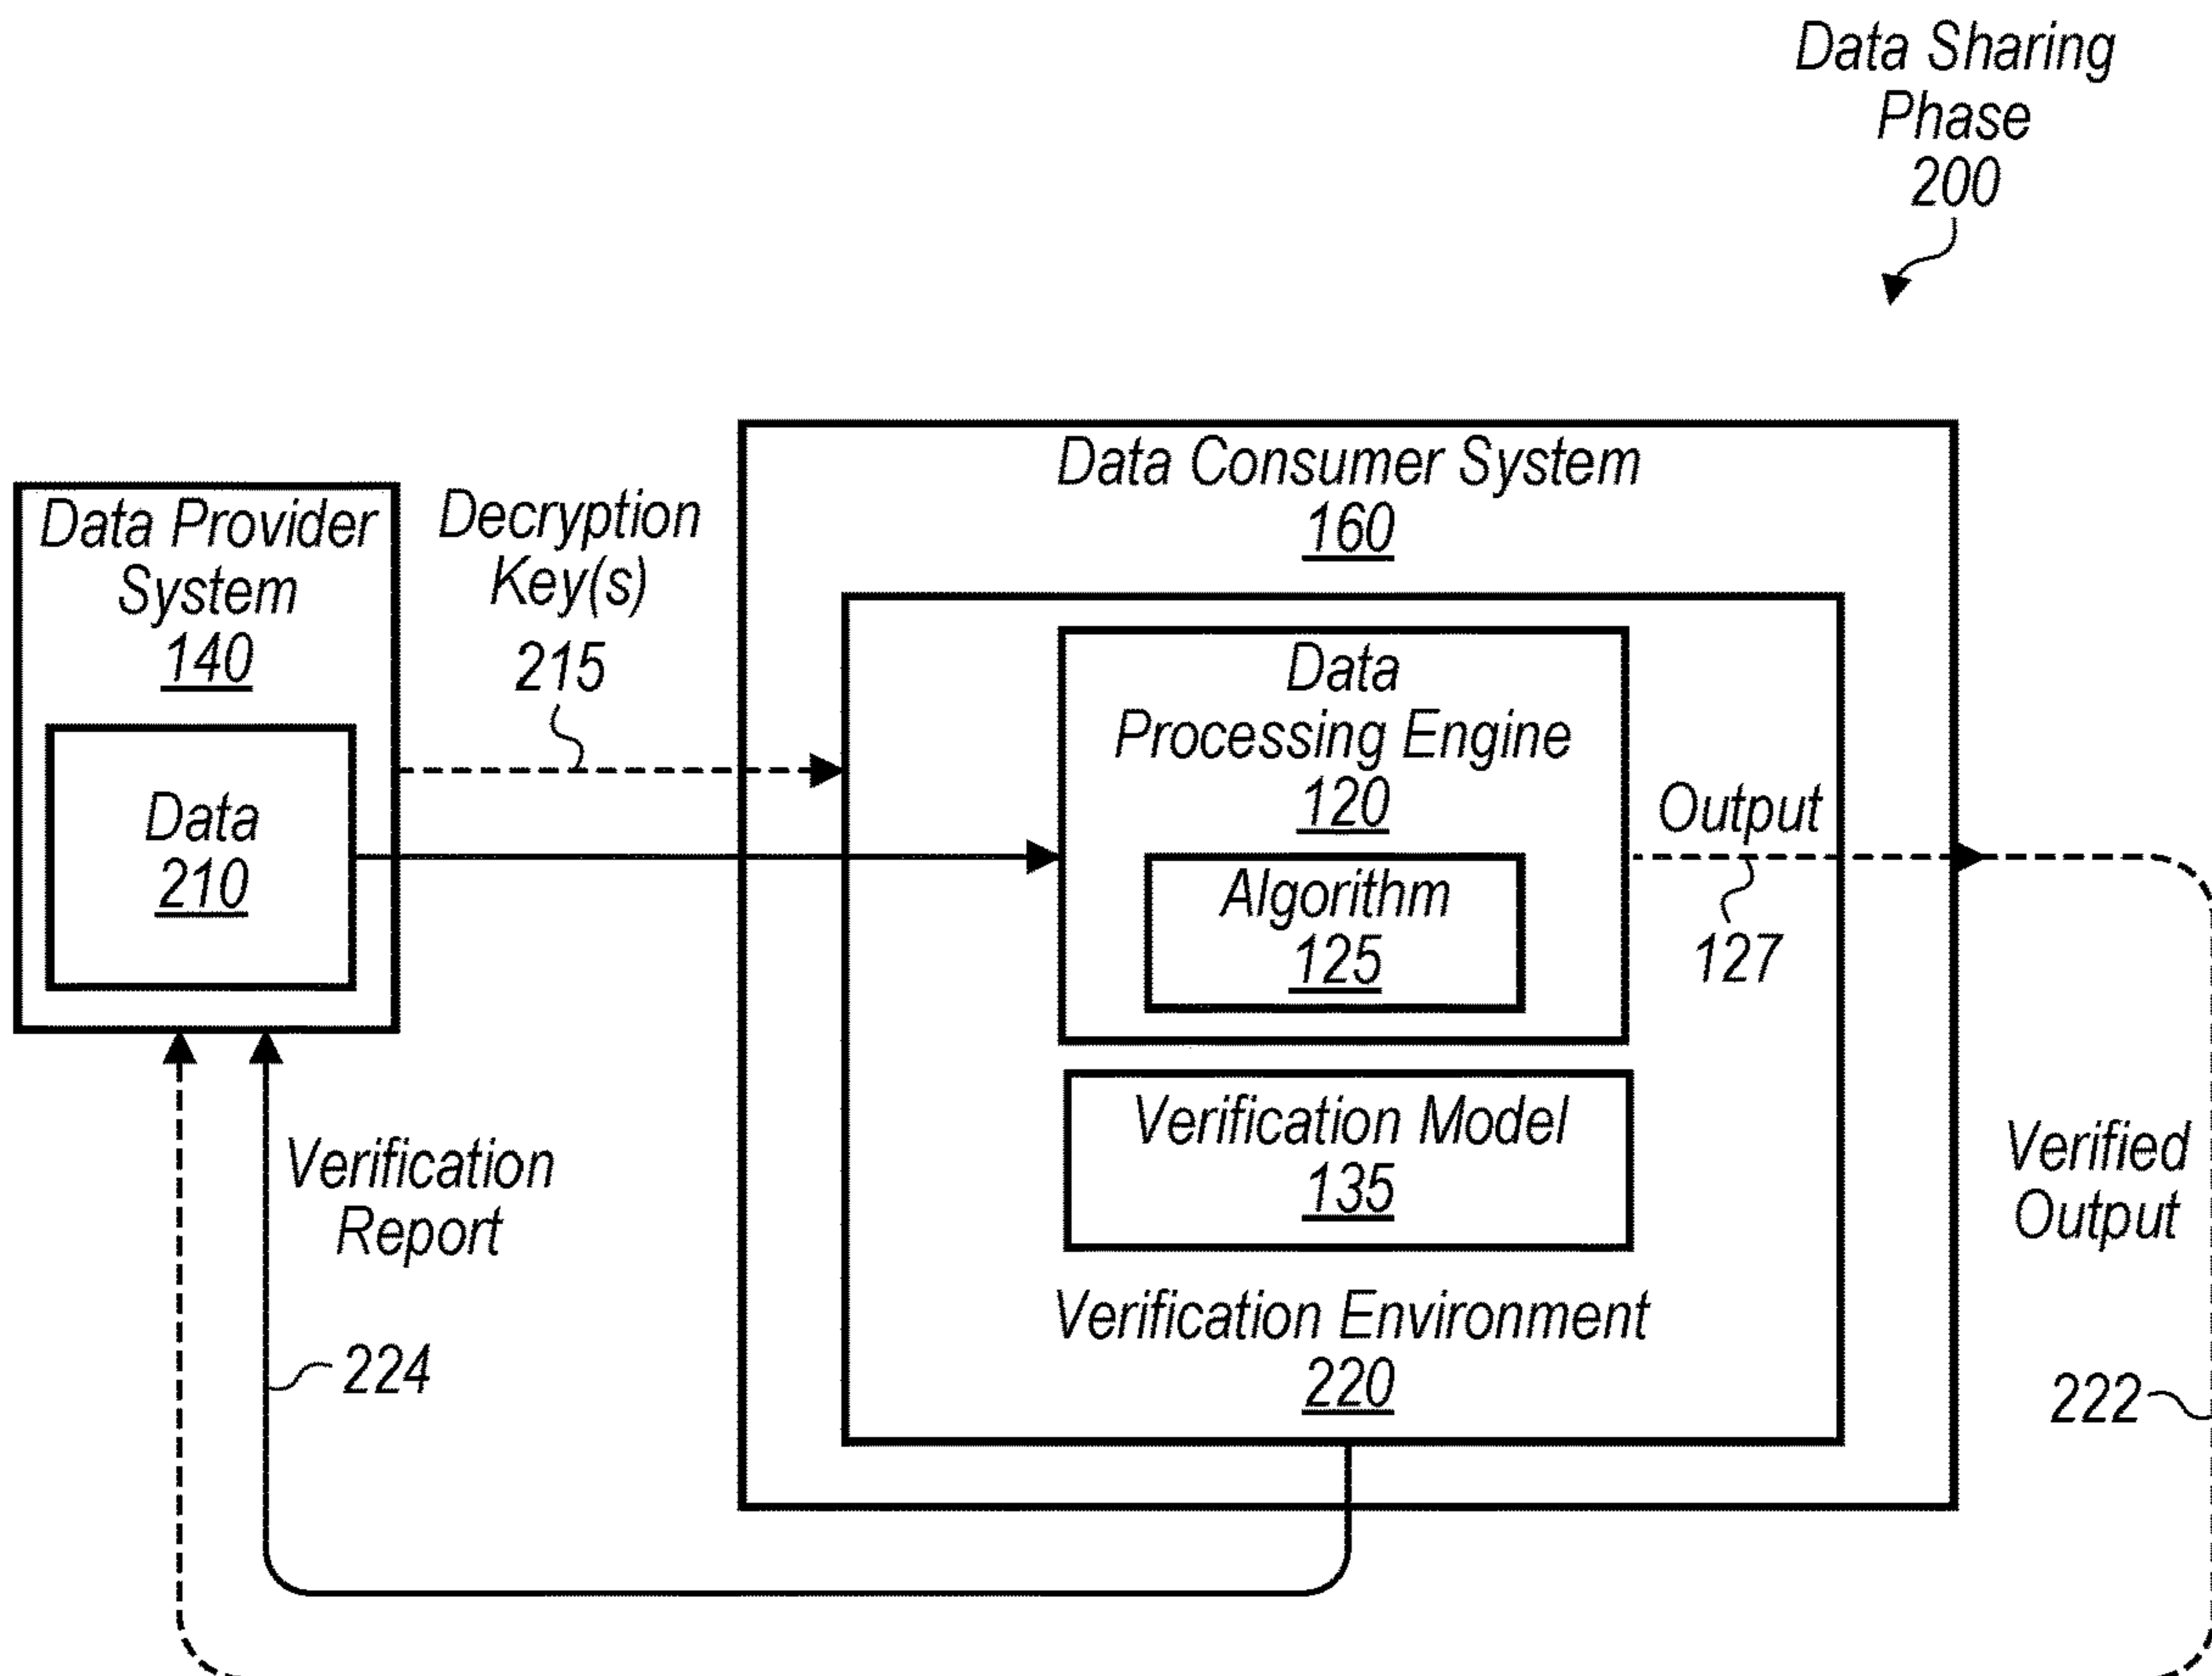 Data Sharing
Phase
200
Data Provider
System
140
Data
210
Decryption
Key(s)
215
Data Consumer System
160
Data
Processing Engine
120
Algorithm
125
Output
127
Verification Model
135
Verification Environment
220
Verification
Report
224
Verified
Output
222